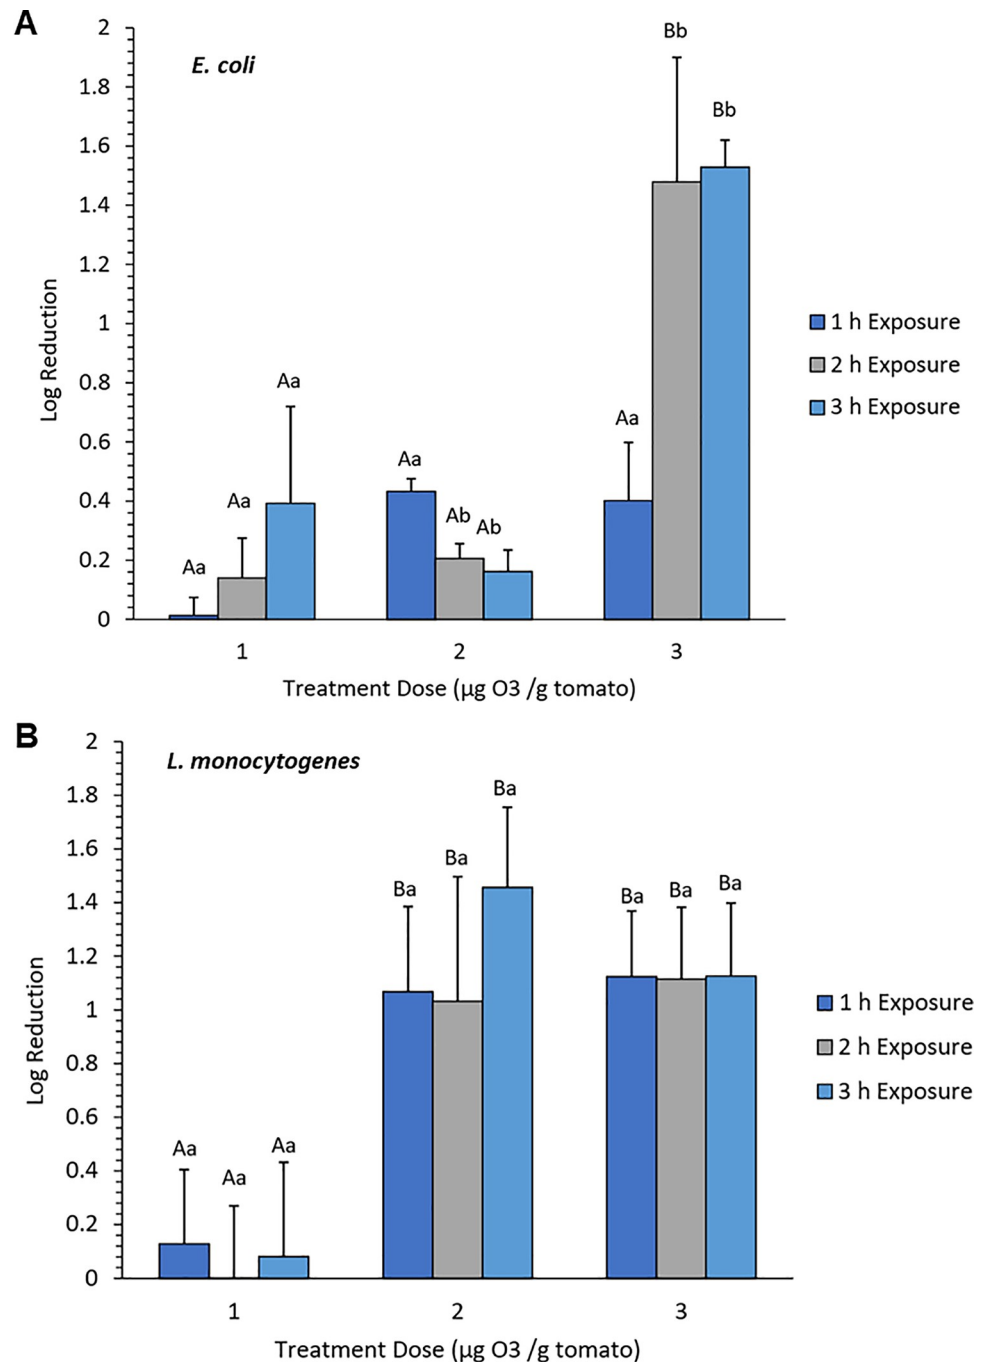 A
E. coli
2
1.8
1.6
1.4
1.2
1
0.8
0.6
0.4
0.2
0
Log Reduction
Aa
Aa
Aa
Aa
Ab
Ab
Aa
Bb
Bb
1 2 3
Treatment Dose (µg O3 /g tomato)
1 h Exposure
2 h Exposure
3 h Exposure
B
L. monocytogenes
2
1.8
1.6
1.4
1.2
1
0.8
0.6
0.4
0.2
0
Log Reduction
Aa
Aa
Aa
Ba
Ba
Ba
Ba
Ba
Ba
1 2 3
Treatment Dose (µg O3 /g tomato)
1 h Exposure
2 h Exposure
3 h Exposure